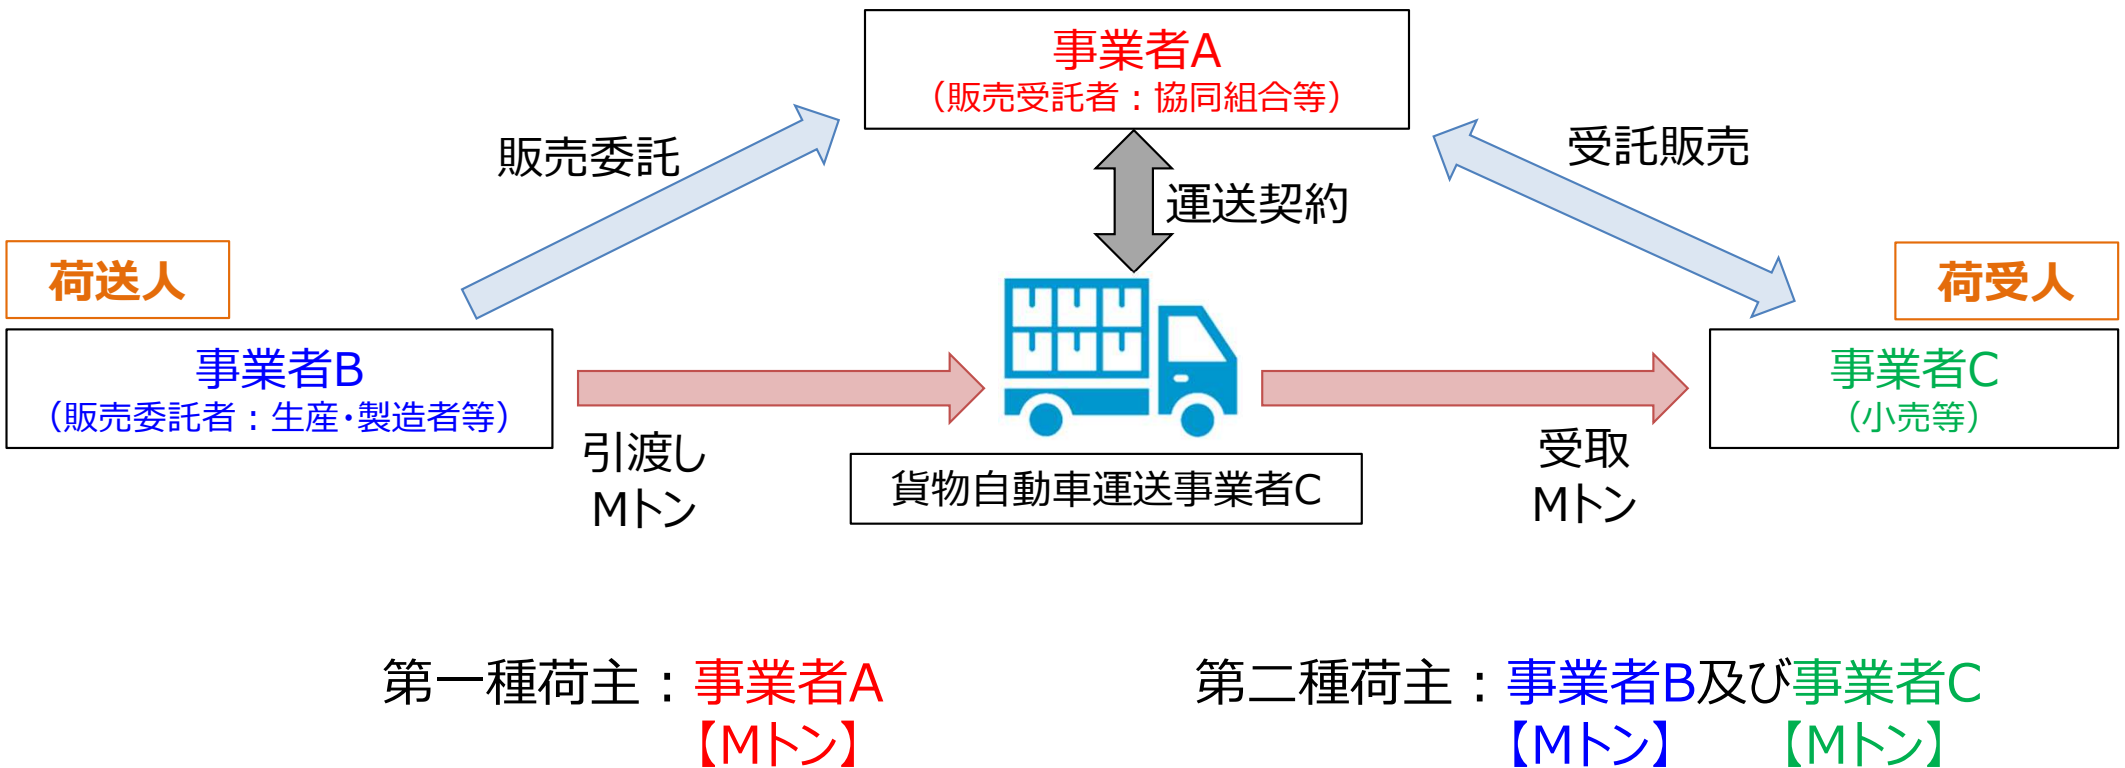 事業者A
（販売受託者：協同組合等）
販売委託
受託販売
運送契約
荷送人
荷受人
事業者B
（販売委託者：生産・製造者等）
事業者C
（小売等）
引渡し
Mトン
受取
Mトン
貨物自動車運送事業者C
第一種荷主：事業者A
【Mトン】
第二種荷主：事業者B及び事業者C
【Mトン】 【Mトン】